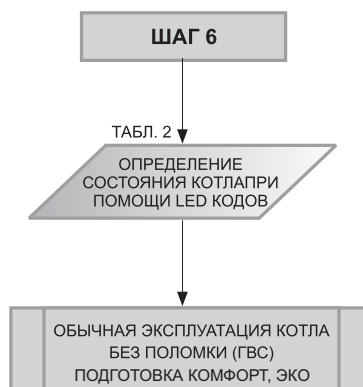 ШАГ 6
ТАБЛ. 2
ОПРЕДЕЛЕНИЕ
СОСТОЯНИЯ КОТЛАПРИ
ПОМОЩИ LED КОДОВ
ОБЫЧНАЯ ЭКСПЛУАТАЦИЯ КОТЛА
БЕЗ ПОЛОМКИ (ГВС)
ПОДГОТОВКА КОМФОРТ, ЭКО